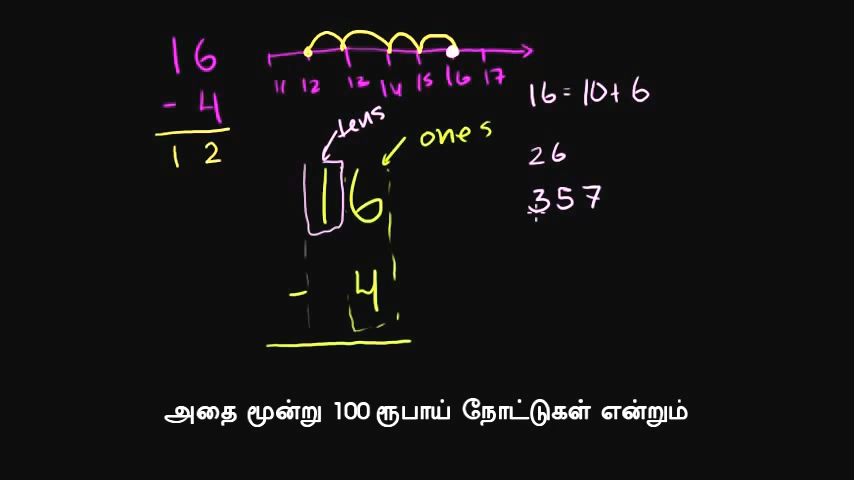 16
- 4
12
11 12 13 14 15 16 17
16 = 10 + 6
tens
ones
26
357
16
- 4
அதை மூன்று 100 ரூபாய் நோட்டுகள் என்றும்